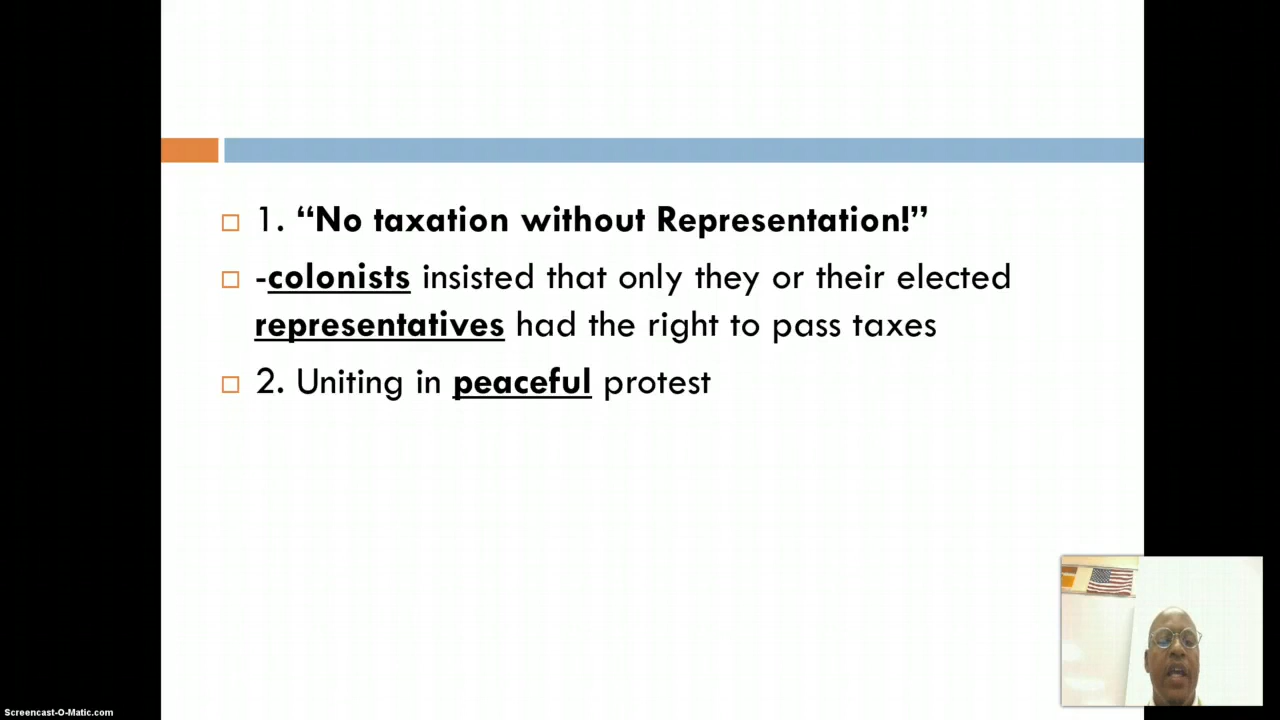 1. “No taxation without Representation!”
-colonists insisted that only they or their elected
representatives had the right to pass taxes
2. Uniting in peaceful protest
Screencast-O-Matic.com